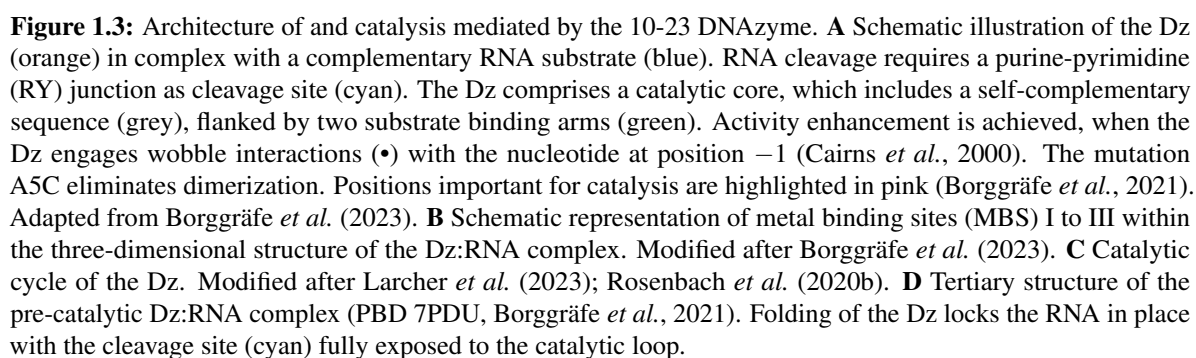 Figure 1.3: Architecture of and catalysis mediated by the 10-23 DNAzyme. A Schematic illustration of the Dz
(orange) in complex with a complementary RNA substrate (blue). RNA cleavage requires a purine-pyrimidine
(RY) junction as cleavage site (cyan). The Dz comprises a catalytic core, which includes a self-complementary
sequence (grey), flanked by two substrate binding arms (green). Activity enhancement is achieved, when the
Dz engages wobble interactions (•) with the nucleotide at position −1 (Cairns et al., 2000). The mutation
A5C eliminates dimerization. Positions important for catalysis are highlighted in pink (Borggräfe et al., 2021).
Adapted from Borggräfe et al. (2023). B Schematic representation of metal binding sites (MBS) I to III within
the three-dimensional structure of the Dz:RNA complex. Modified after Borggräfe et al. (2023). C Catalytic
cycle of the Dz. Modified after Larcher et al. (2023); Rosenbach et al. (2020b). D Tertiary structure of the
pre-catalytic Dz:RNA complex (PBD 7PDU, Borggräfe et al., 2021). Folding of the Dz locks the RNA in place
with the cleavage site (cyan) fully exposed to the catalytic loop.